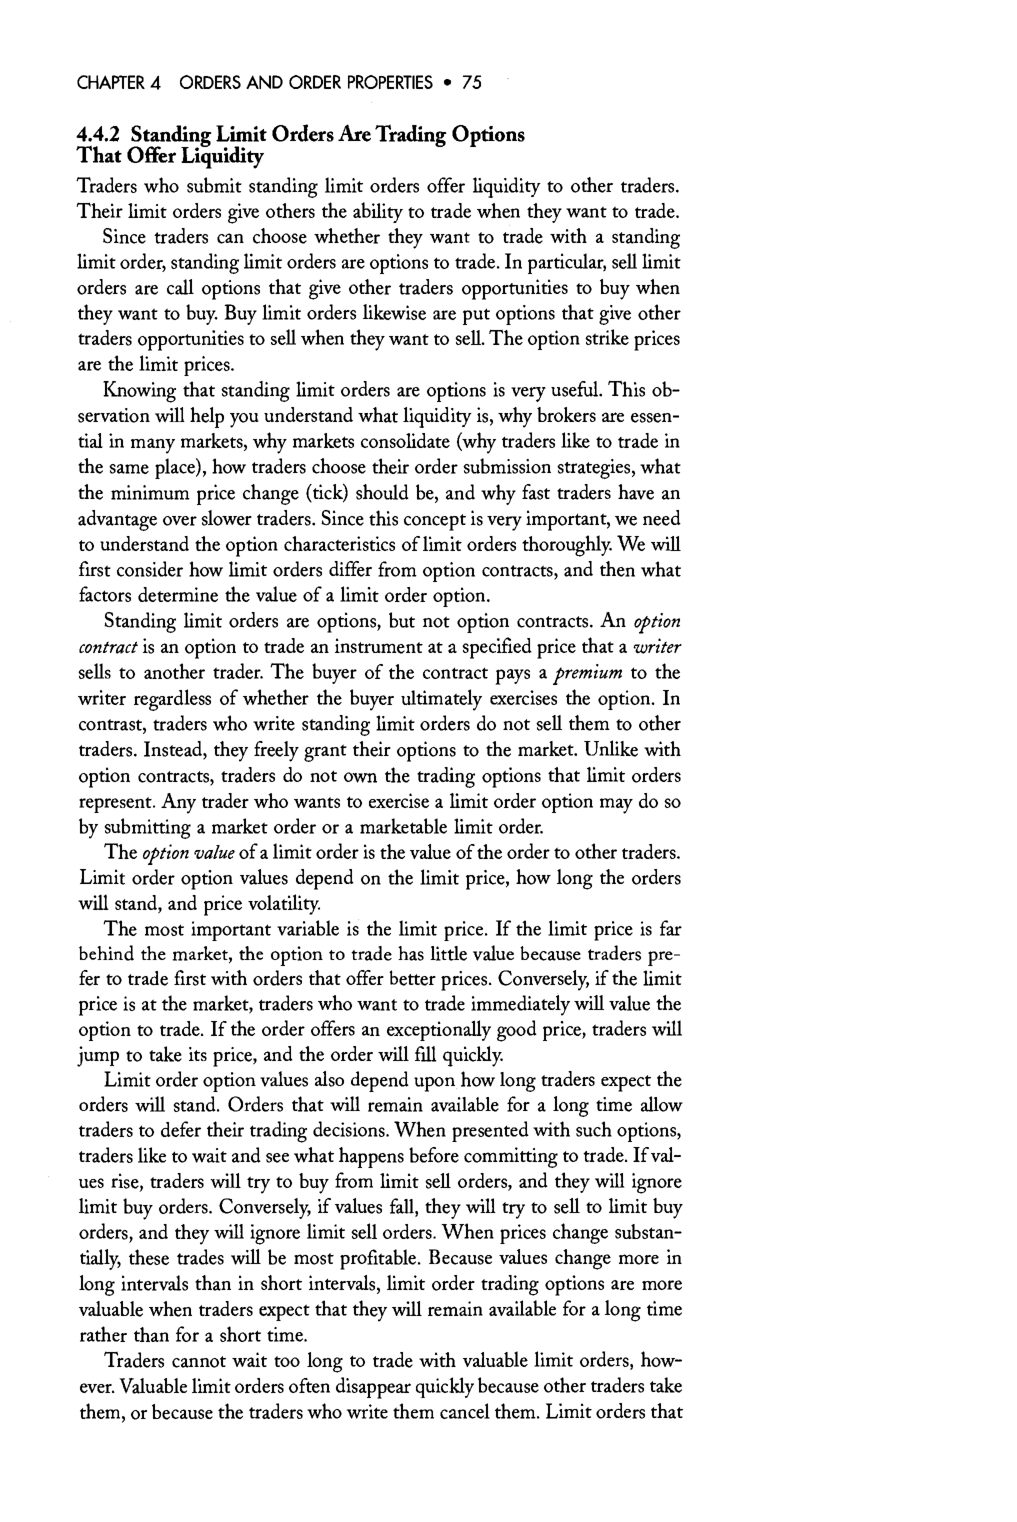 CHAPTER 4 ORDERS AND ORDER PROPERTIES • 75
4.4.2 Standing Limit Orders Are Trading Options
That Offer Liquidity
Traders who submit standing limit orders offer liquidity to other traders.
Their limit orders give others the ability to trade when they want to trade.
Since traders can choose whether they want to trade with a standing
limit order, standing limit orders are options to trade. In particular, sell limit
orders are call options that give other traders opportunities to buy when
they want to buy. Buy limit orders likewise are put options that give other
traders opportunities to sell when they want to sell. The option strike prices
are the limit prices.
Knowing that standing limit orders are options is very useful. This ob-
servation will help you understand what liquidity is, why brokers are essen-
tial in many markets, why markets consolidate (why traders like to trade in
the same place), how traders choose their order submission strategies, what
the minimum price change (tick) should be, and why fast traders have an
advantage over slower traders. Since this concept is very important, we need
to understand the option characteristics of limit orders thoroughly. We will
first consider how limit orders differ from option contracts, and then what
factors determine the value of a limit order option.
Standing limit orders are options, but not option contracts. An option
contract is an option to trade an instrument at a specified price that a writer
sells to another trader. The buyer of the contract pays a premium to the
writer regardless of whether the buyer ultimately exercises the option. In
contrast, traders who write standing limit orders do not sell them to other
traders. Instead, they freely grant their options to the market. Unlike with
option contracts, traders do not own the trading options that limit orders
represent. Any trader who wants to exercise a limit order option may do so
by submitting a market order or a marketable limit order.
The option value of a limit order is the value of the order to other traders.
Limit order option values depend on the limit price, how long the orders
will stand, and price volatility.
The most important variable is the limit price. If the limit price is far
behind the market, the option to trade has little value because traders pre-
fer to trade first with orders that offer better prices. Conversely, if the limit
price is at the market, traders who want to trade immediately will value the
option to trade. If the order offers an exceptionally good price, traders will
jump to take its price, and the order will fill quickly.
Limit order option values also depend upon how long traders expect the
orders will stand. Orders that will remain available for a long time allow
traders to defer their trading decisions. When presented with such options,
traders like to wait and see what happens before committing to trade. If val-
ues rise, traders will try to buy from limit sell orders, and they will ignore
limit buy orders. Conversely, if values fall, they will try to sell to limit buy
orders, and they will ignore limit sell orders. When prices change substan-
tially, these trades will be most profitable. Because values change more in
long intervals than in short intervals, limit order trading options are more
valuable when traders expect that they will remain available for a long time
rather than for a short time.
Traders cannot wait too long to trade with valuable limit orders, how-
ever. Valuable limit orders often disappear quickly because other traders take
them, or because the traders who write them cancel them. Limit orders that